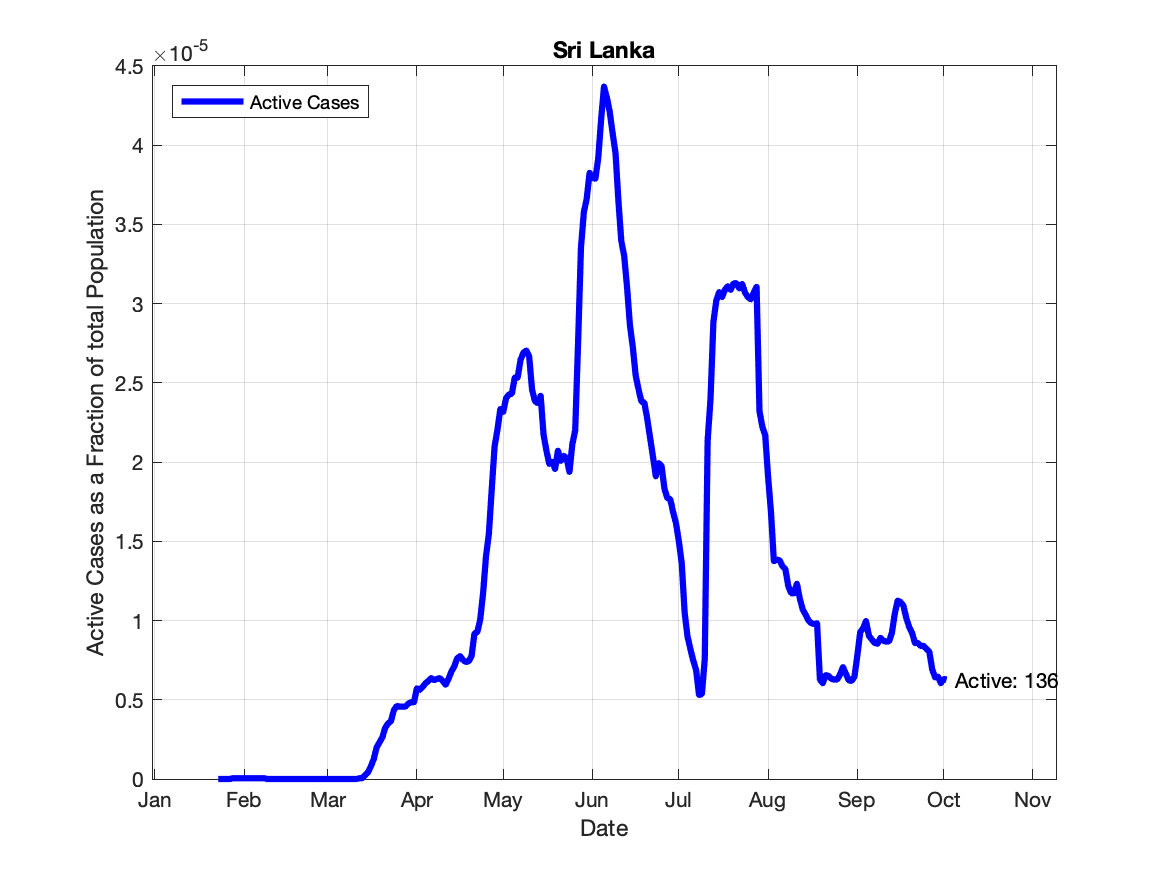 Sri Lanka
×10-5
Active Cases
4.5
4
3.5
3
2.5
2
1.5
1
0.5
0
Active Cases as a Fraction of total Population
Active: 136
Jan Feb Mar Apr May Jun Jul Aug Sep Oct Nov
Date